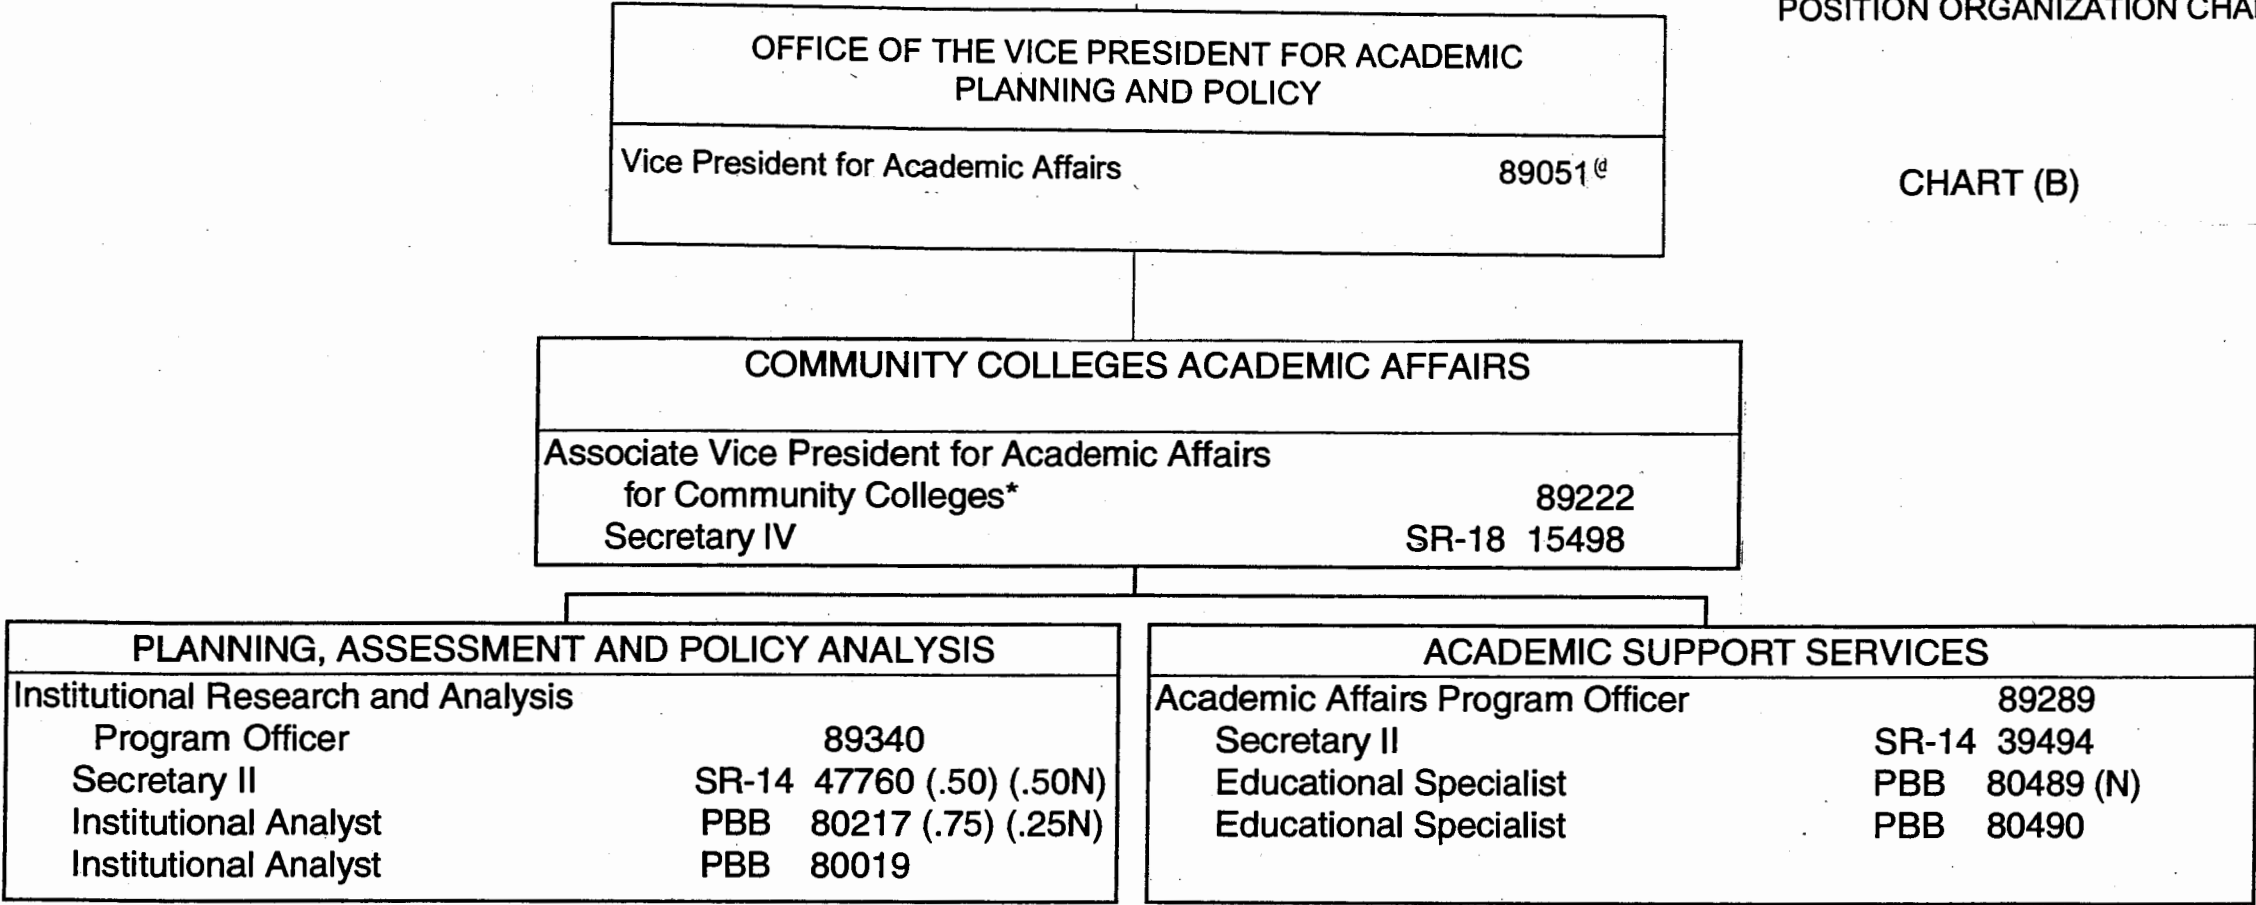 POSITION ORGANIZATION
OFFICE OF THE VICE PRESIDENT FOR ACADEMIC
PLANNING AND POLICY
Vice President for Academic Affairs 89051
CHART (B)
COMMUNITY COLLEGES ACADEMIC AFFAIRS
Associate Vice President for Academic Affairs
for Community Colleges* 89222
Secretary IV SR-18 15498
PLANNING, ASSESSMENT AND POLICY ANALYSIS
Institutional Research and Analysis
Program Officer 89340
Secretary II SR-14 47760 (.50) (.50N)
Institutional Analyst PBB 80217 (.75) (.25N)
Institutional Analyst PBB 80019
ACADEMIC SUPPORT SERVICES
Academic Affairs Program Officer 89289
Secretary II SR-14 39494
Educational Specialist PBB 80489 (N)
Educational Specialist PBB 80490